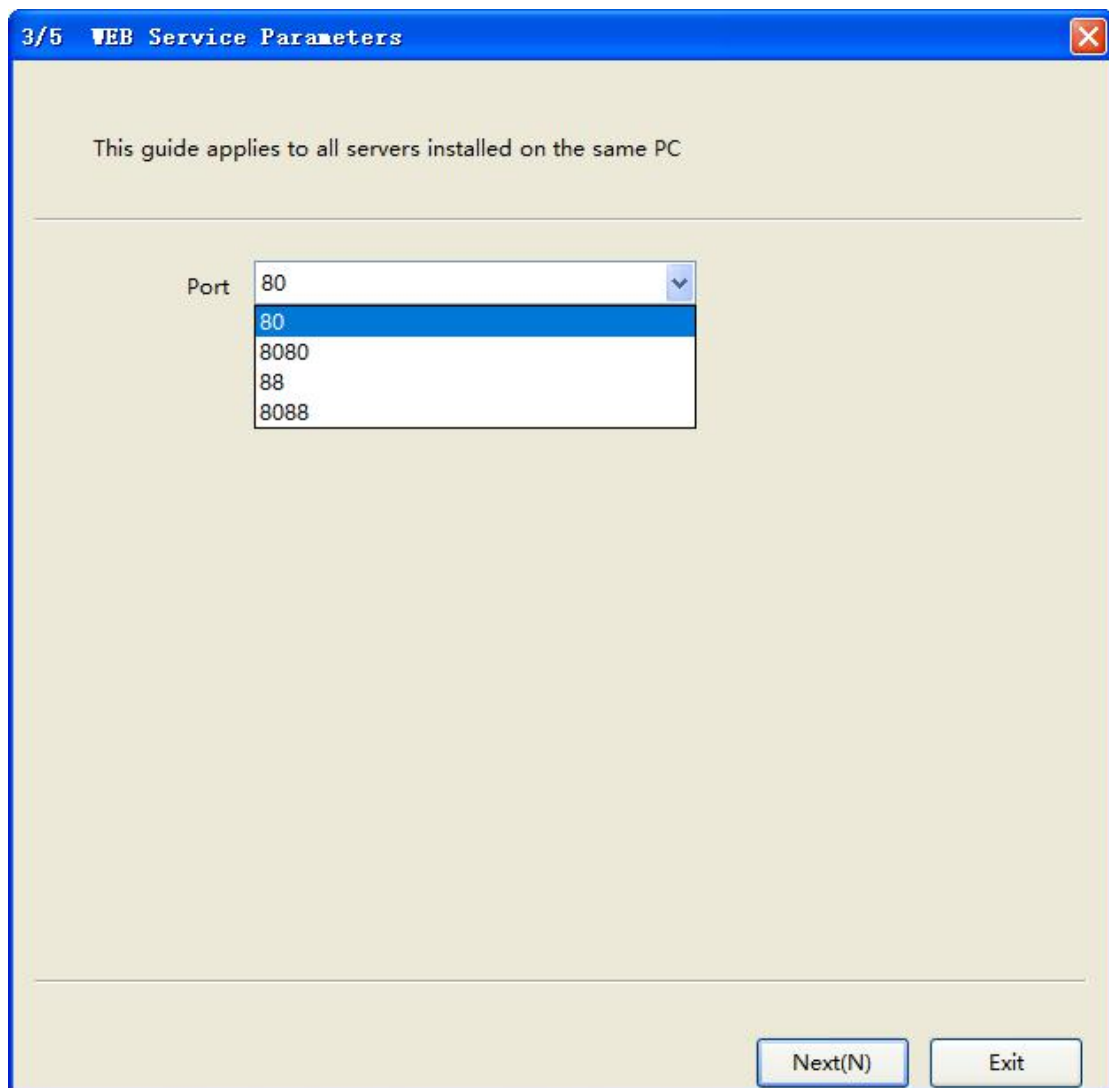 3/5 WEB Service Parameters
This guide applies to all servers installed on the same PC
Port 80
80
8080
88
8088
Next(N) Exit